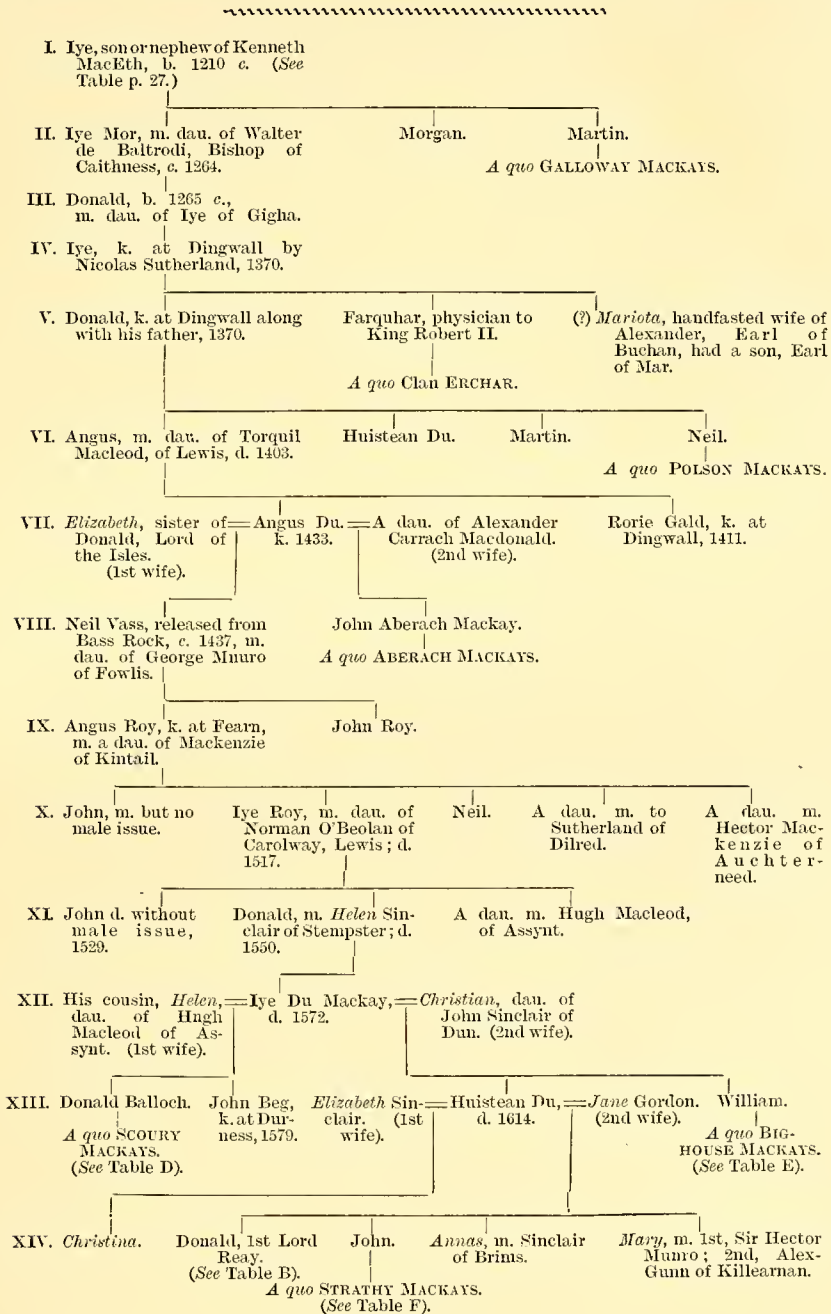 I. Iye, son or nephew of Kenneth
MacEth, b. 1210 c. (See
Table p. 27.)
II. Iye Mor, m. dau. of Walter
de Baltrodi, Bishop of
Caithness, c. 1264.
Morgan.
Martin.
A quo GALLOWAY MACKAYS.
III. Donald, b. 1265 c.,
m. dau. of Iye of Gigha.
IV. Iye, k. at Dingwall by
Nicolas Sutherland, 1370.
V. Donald, k. at Dingwall along
with his father, 1370.
Farquhar, physician to
King Robert II.
A quo Clan ERCHAR.
(?) Mariota, handfasted wife of
Alexander, Earl of
Buchan, had a son, Earl
of Mar.
VI. Angus, m. dau. of Torquil
Macleod, of Lewis, d. 1403.
Huistean Du.
Martin.
Neil.
A quo POLSON MACKAYS.
VII. Elizabeth, sister of
Donald, Lord of
the Isles.
(1st wife).
Angus Du.
k. 1433.
A dau. of Alexander
Carrach Macdonald.
(2nd wife).
Rorie Gald, k. at
Dingwall, 1411.
VIII. Neil Vass, released from
Bass Rock, c. 1437, m.
dau. of George Munro
of Fowlis.
John Aberach Mackay.
A quo ABERACH MACKAYS.
IX. Angus Roy, k. at Fearn,
m. a dau. of Mackenzie
of Kintail.
John Roy.
X. John, m. but no
male issue.
Iye Roy, m. dau. of
Norman O'Beolan of
Carolway, Lewis; d.
1517.
Neil.
A dau. m. to
Sutherland of
Dilred.
A dau. m.
Hector Mac-
kenzie of
Auchter-
need.
XI. John d. without
male issue,
1529.
Donald, m. Helen Sin-
clair of Stempster; d.
1550.
A dau. m. Hugh Macleod,
of Assynt.
XII. His cousin, Helen,
dau. of Hugh
Macleod of As-
synt. (1st wife).
Iye Du Mackay,
d. 1572.
Christian, dau. of
John Sinclair of
Dun. (2nd wife).
XIII. Donald Balloch.
A quo SCOURY
MACKAYS.
(See Table D).
John Beg,
k. at Dur-
ness, 1579.
Elizabeth Sin-
clair. (1st
wife).
Huistean Du,
d. 1614.
Jane Gordon.
(2nd wife).
William.
A quo BIG-
HOUSE MACKAYS.
(See Table E).
XIV. Christina.
Donald, 1st Lord
Reay.
(See Table B).
John.
A quo STRATHY MACKAYS.
(See Table F).
Annas, m. Sinclair
of Brims.
Mary, m. 1st, Sir Hector
Munro; 2nd, Alex-
Gunn of Killearnan.